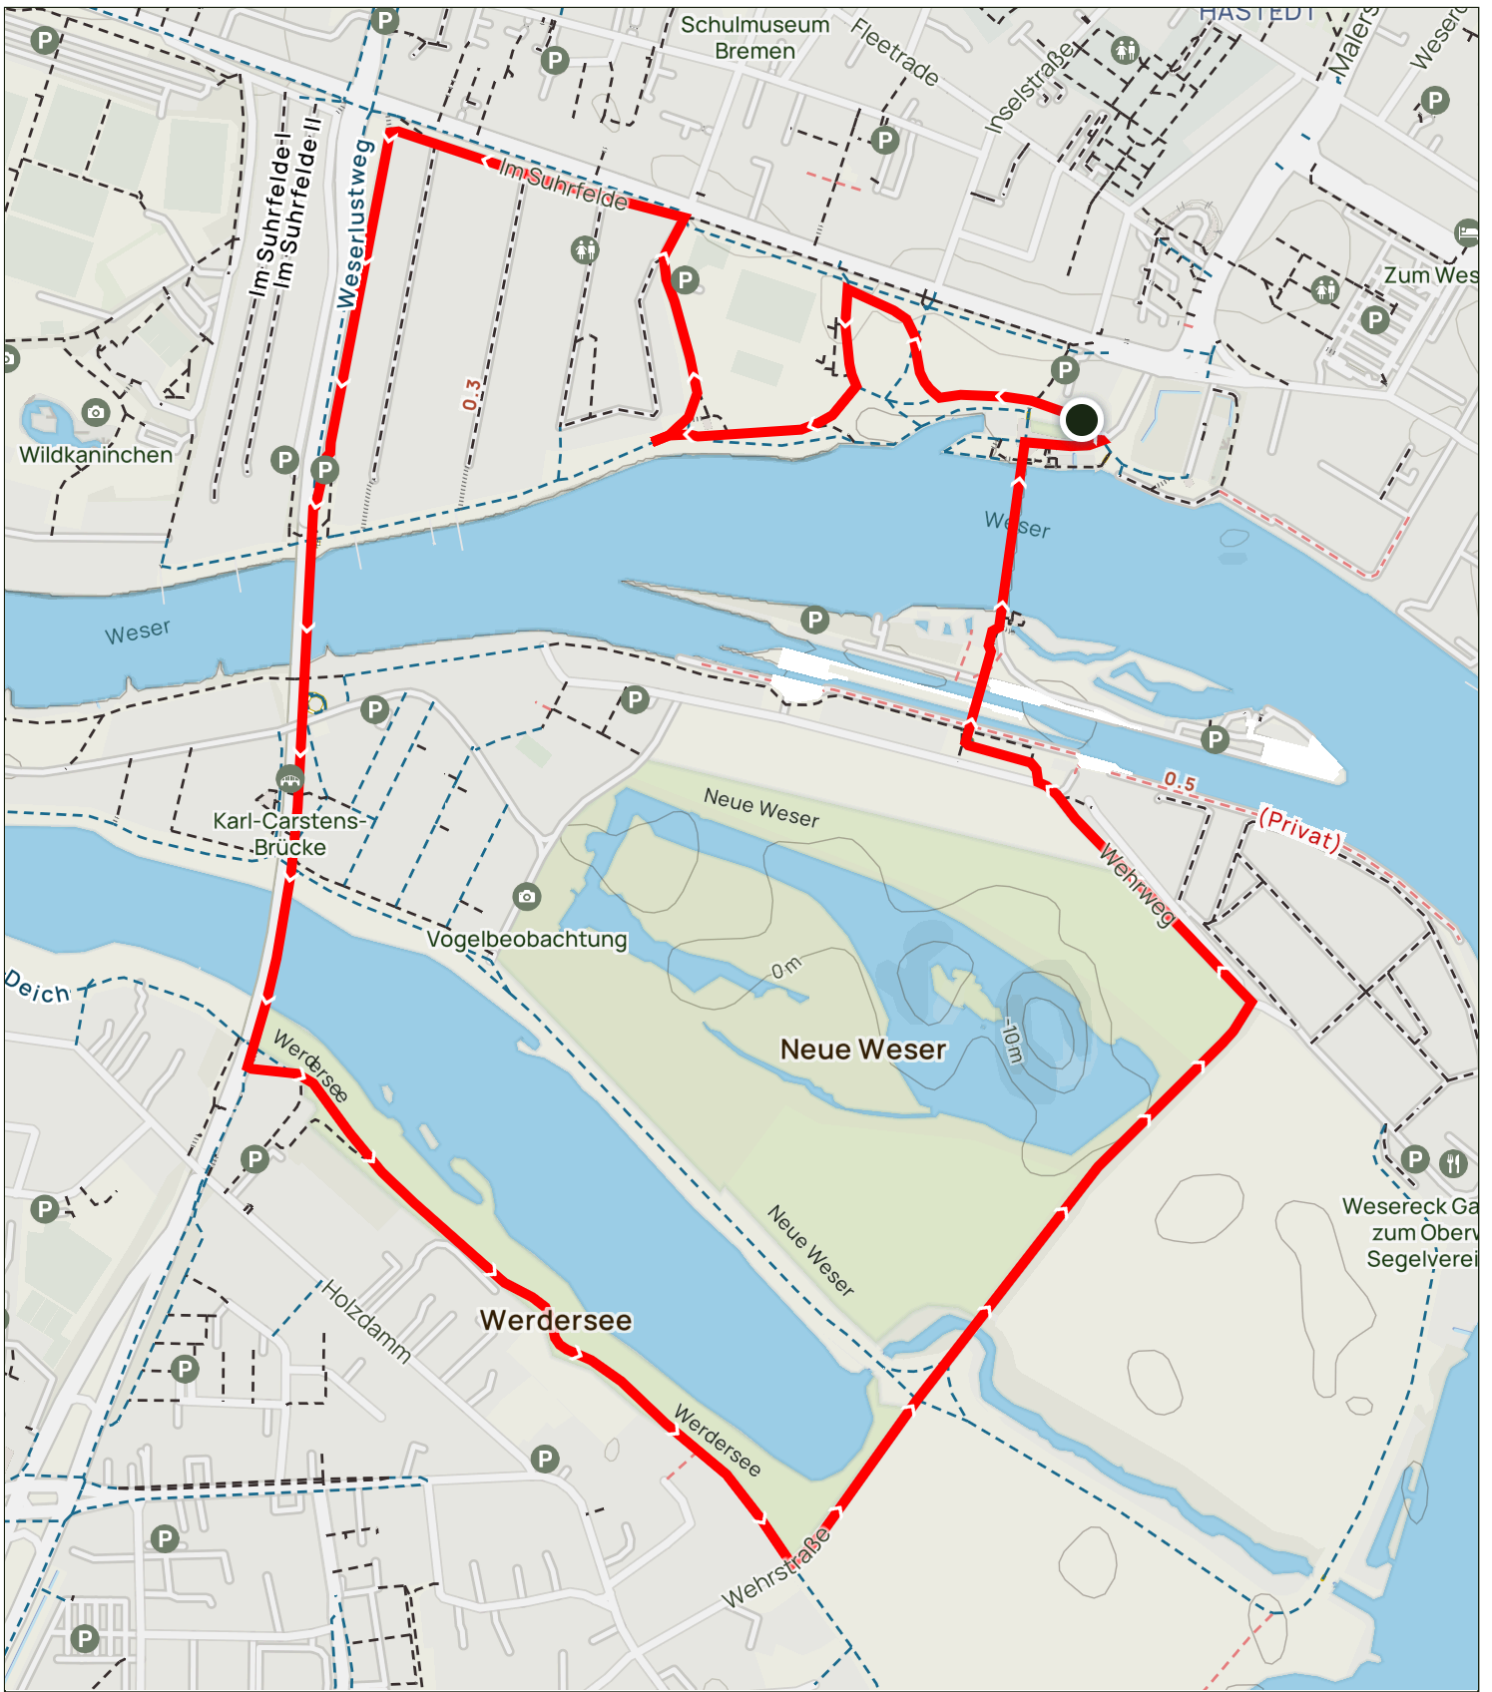 HASTEDT
Schulmuseum
Bremen
Fleetrade
Inselstraße
P
P
P
P
P
Im Suhrfelde I
Im Suhrfelde II
Weserlustweg
Im Suhrfelde
Zum Wes
P
P
P
0.3
Wildkaninchen
P
P
Weser
Weser
P
P
P
P
Karl-Carstens-
Brücke
Neue Weser
0.5
(Privat)
Wehrweg
Vogelbeobachtung
0 m
Deich
Neue Weser
-10 m
Werdersee
P
P
P
Wesereck Ga
zum Oberw
Segelverei
Neue Weser
Holzdamm
Werdersee
P
Werdersee
P
P
Wehrstraße
P